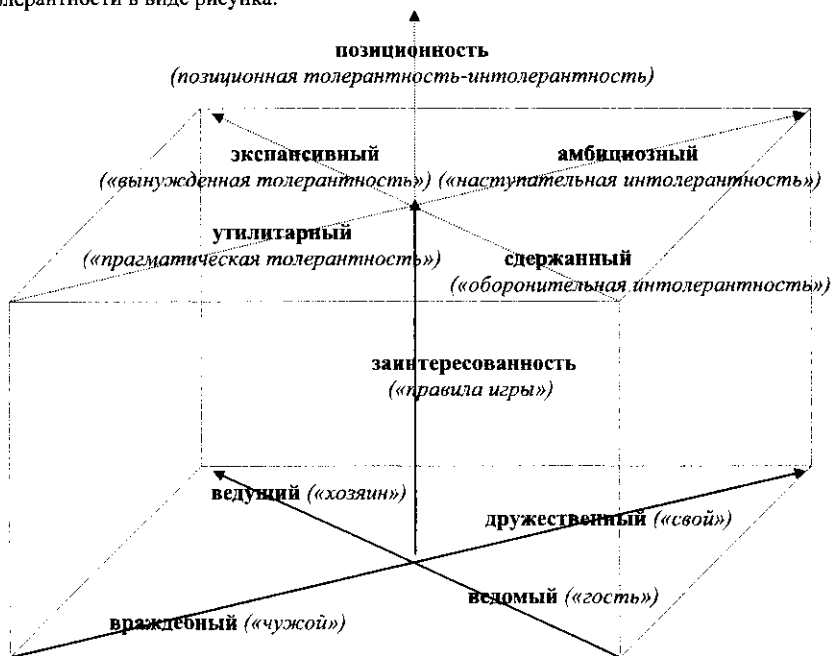 лерантности в виде рисунка.
позиционность
(позиционная толерантность-интолерантность)
экспансивный амбициозный
(«вынужденная толерантность») («наступательная интолерантность»)
утилитарный
(«прагматическая толерантность»)
сдержанный
(«оборонительная интолерантность»)
заинтересованность
(«правила игры»)
ведущий («хозяин»)
дружественный («свой»)
ведомый («гость»)
враждебный («чужой»)